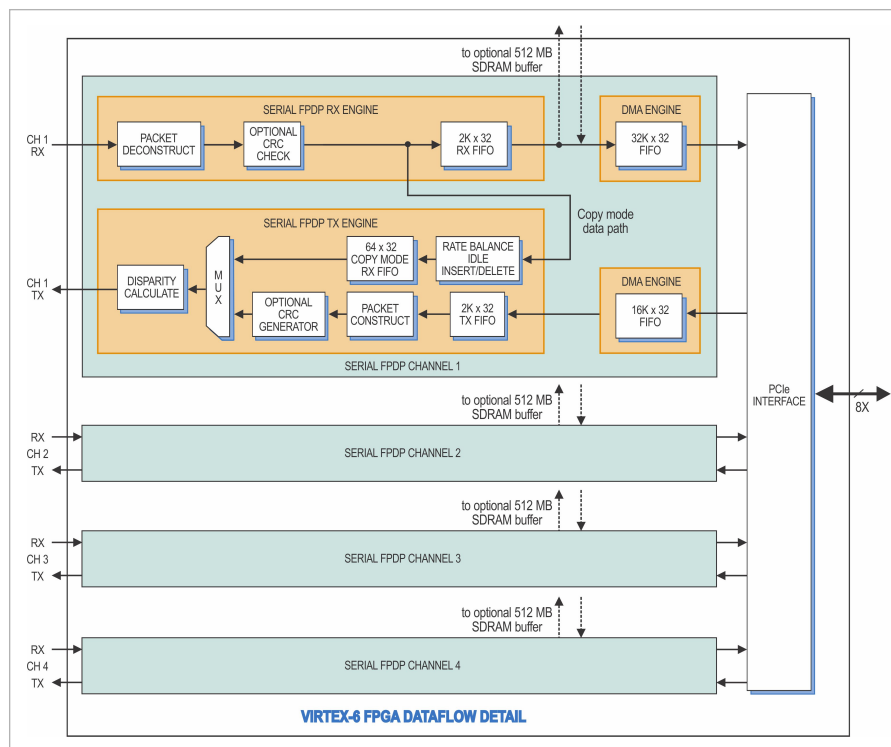 to optional 512 MB
SDRAM buffer
SERIAL FPDP RX ENGINE
DMA ENGINE
CH 1
RX
PACKET
DECONSTRUCT
OPTIONAL
CRC
CHECK
2K x 32
RX FIFO
32K x 32
FIFO
Copy mode
data path
SERIAL FPDP TX ENGINE
64 x 32
COPY MODE
RX FIFO
RATE BALANCE
IDLE
INSERT/DELETE
DMA ENGINE
CH 1
TX
DISPARITY
CALCULATE
MUX
OPTIONAL
CRC
GENERATOR
PACKET
CONSTRUCT
2K x 32
TX FIFO
16K x 32
FIFO
SERIAL FPDP CHANNEL 1
PCIe
INTERFACE
8X
to optional 512 MB
SDRAM buffer
RX
CH 2
TX
SERIAL FPDP CHANNEL 2
to optional 512 MB
SDRAM buffer
RX
CH 3
TX
SERIAL FPDP CHANNEL 3
to optional 512 MB
SDRAM buffer
RX
CH 4
TX
SERIAL FPDP CHANNEL 4
VIRTEX-6 FPGA DATAFLOW DETAIL